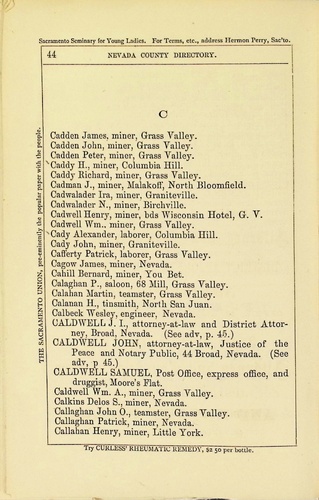 Sacramento Seminary for Young Ladies. For Terms, etc., address Hermon Perry, Sac'to.
44 NEVADA COUNTY DIRECTORY.
THE SACRAMENTO UNION, pre-eminently the popular paper with the people.
C
Cadden James, miner, Grass Valley.
Cadden John, miner, Grass Valley.
Cadden Peter, miner, Grass Valley.
Caddy H., miner, Columbia Hill.
Caddy Richard, miner, Grass Valley.
Cadman J., miner, Malakoff, North Bloomfield.
Cadwalader Ira, miner, Graniteville.
Cadwalader N., miner, Birchville.
Cadwell Henry, miner, bds Wisconsin Hotel, G. V.
Cadwell Wm., miner, Grass Valley.
Cady Alexander, laborer, Columbia Hill.
Cady John, miner, Graniteville.
Cafferty Patrick, laborer, Grass Valley.
Cagow James, miner, Nevada.
Cahill Bernard, miner, You Bet.
Calaghan P., saloon, 68 Mill, Grass Valley.
Calahan Martin, teamster, Grass Valley.
Calanan H., tinsmith, North San Juan.
Calbeck Wesley, engineer, Nevada.
CALDWELL J. I., attorney-at-law and District Attor-
ney, Broad, Nevada. (See adv, p. 45.)
CALDWELL JOHN, attorney-at-law, Justice of the
Peace and Notary Public, 44 Broad, Nevada. (See
adv, p 45.)
CALDWELL SAMUEL, Post Office, express office, and
druggist, Moore's Flat.
Caldwell Wm. A., miner, Grass Valley.
Calkins Delos S., miner, Nevada.
Callaghan John O., teamster, Grass Valley.
Callaghan Patrick, miner, Nevada.
Callahan Henry, miner, Little York.
Try CURLESS' RHEUMATIC REMEDY, $2 50 per bottle.